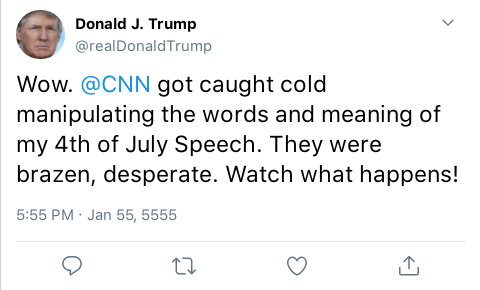 Donald J. Trump
@realDonaldTrump
Wow. @CNN got caught cold
manipulating the words and meaning of
my 4th of July Speech. They were
brazen, desperate. Watch what happens!
5:55 PM · Jan 55, 5555